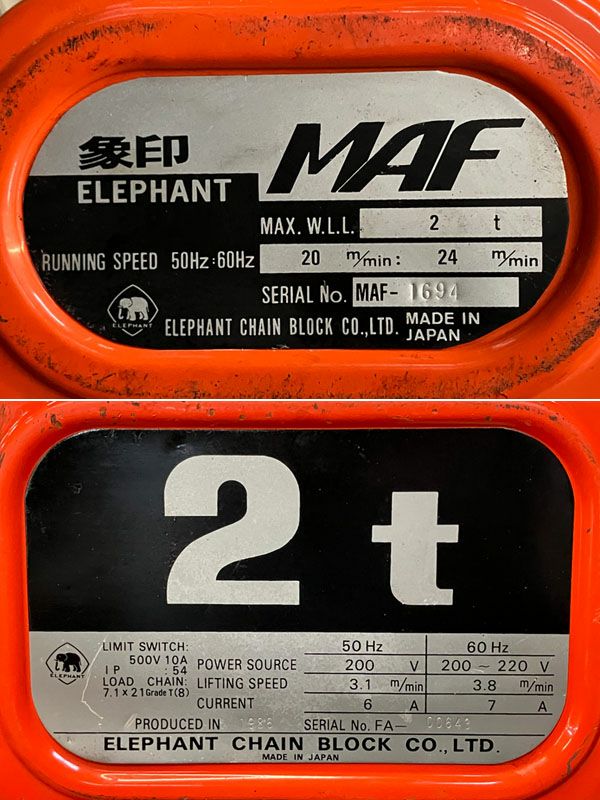 象印
ELEPHANT
MAF
MAX. W.L.L. 2 t
RUNNING SPEED 50Hz:60Hz 20 m/min: 24 m/min
SERIAL No. MAF- 1694
ELEPHANT
ELEPHANT CHAIN BLOCK CO.,LTD. MADE IN JAPAN
2 t
ELEPHANT
LIMIT SWITCH:
500V 10A
IP :54
LOAD CHAIN:
7.1×21 Grade T(8)
50 Hz 60 Hz
POWER SOURCE 200 V 200~220 V
LIFTING SPEED 3.1 m/min 3.8 m/min
CURRENT 6 A 7 A
PRODUCED IN SERIAL No. FA- 00643
ELEPHANT CHAIN BLOCK CO., LTD.
MADE IN JAPAN